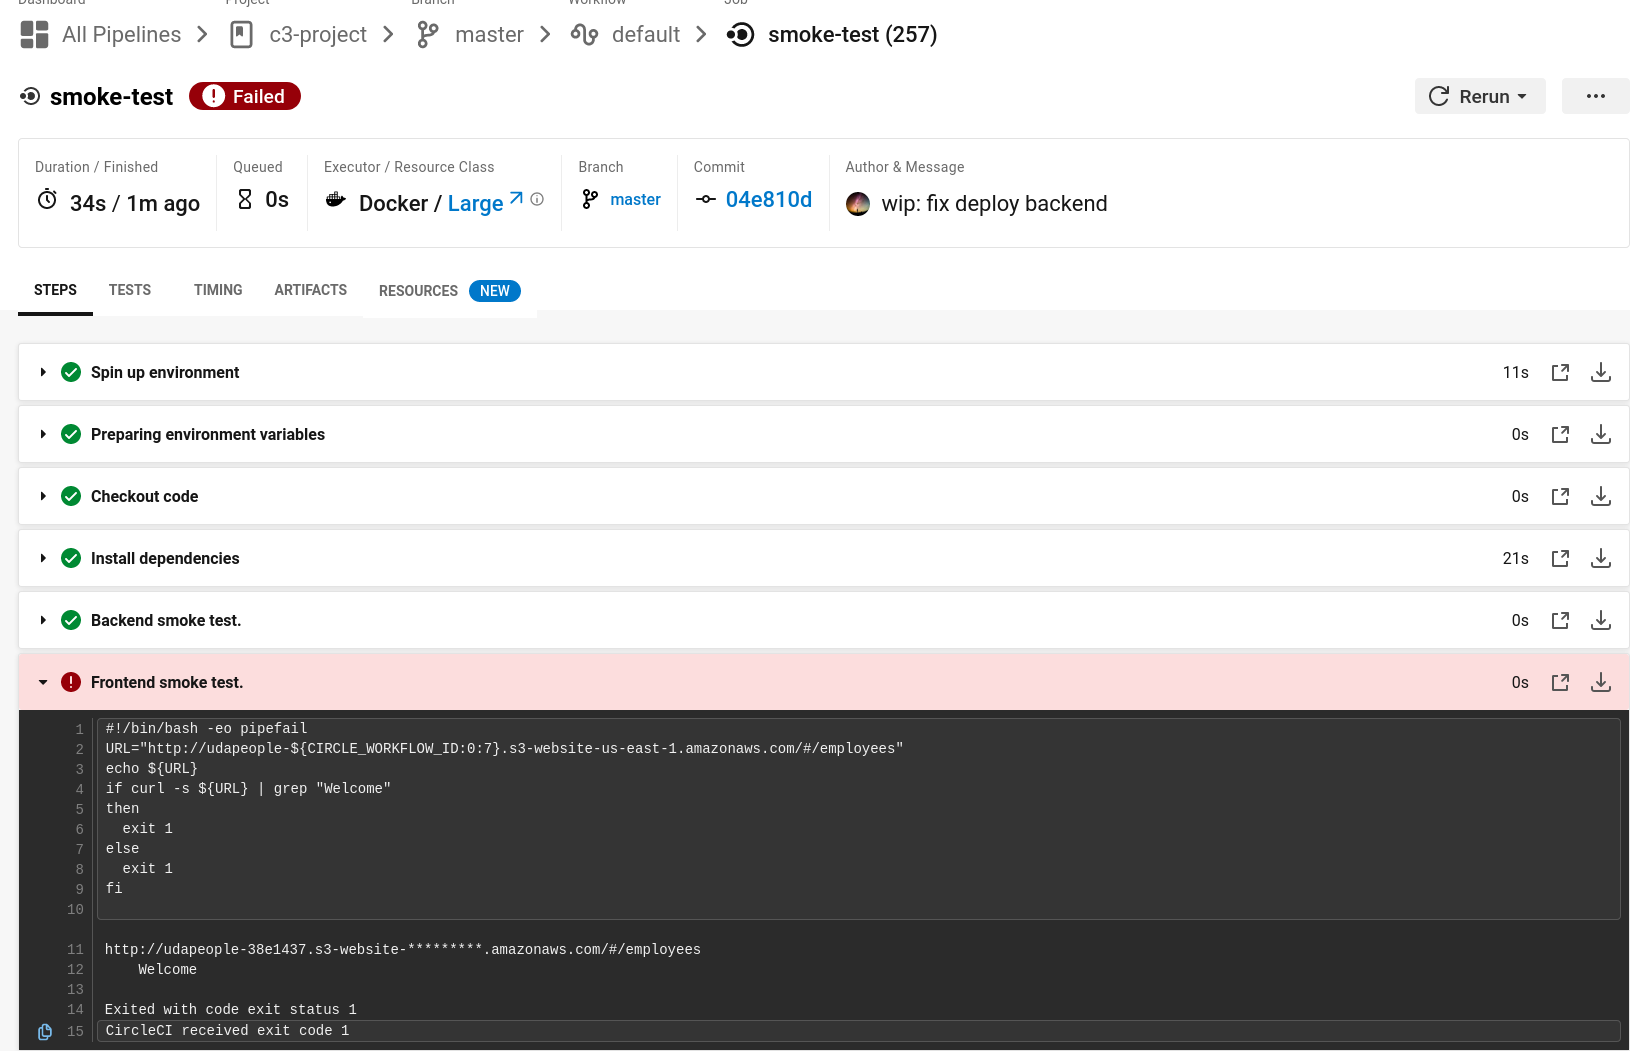 Dashboard Project Branch Workflow Job
All Pipelines c3-project master default smoke-test (257)
smoke-test Failed Rerun
Duration / Finished Queued Executor / Resource Class Branch Commit Author & Message
34s / 1m ago 0s Docker / Large master 04e810d wip: fix deploy backend
STEPS TESTS TIMING ARTIFACTS RESOURCES NEW
Spin up environment 11s
Preparing environment variables 0s
Checkout code 0s
Install dependencies 21s
Backend smoke test. 0s
Frontend smoke test. 0s
1 #!/bin/bash -eo pipefail
2 URL="http://udapeople-${CIRCLE_WORKFLOW_ID:0:7}.s3-website-us-east-1.amazonaws.com/#/employees"
3 echo ${URL}
4 if curl -s ${URL} | grep "Welcome"
5 then
6   exit 1
7 else
8   exit 1
9 fi
10
11 http://udapeople-38e1437.s3-website-*********.amazonaws.com/#/employees
12     Welcome
13
14 Exited with code exit status 1
15 CircleCI received exit code 1